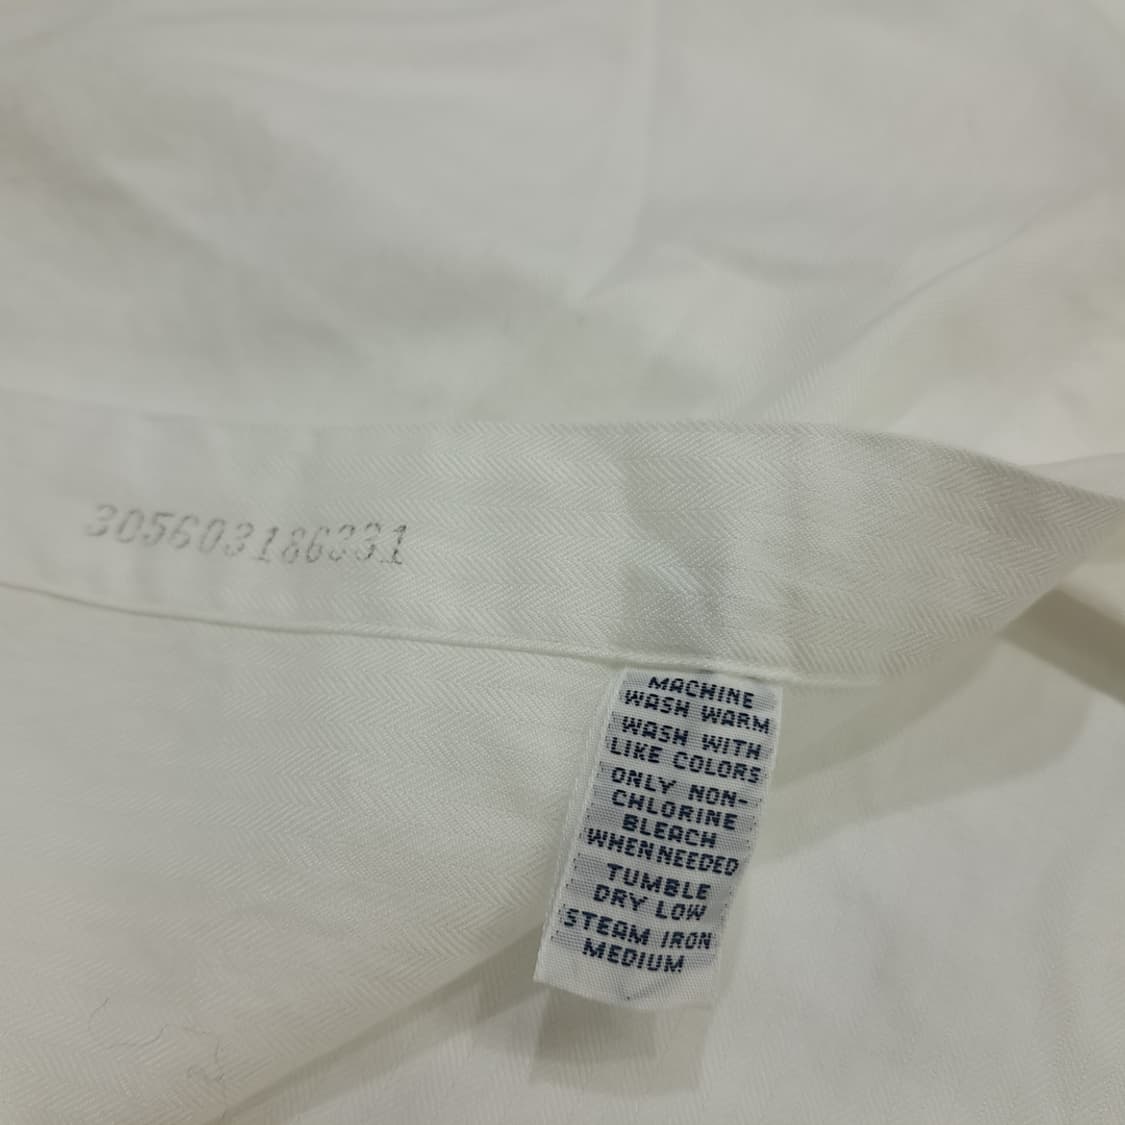 305603186331
MACHINE
WASH WARM
WASH WITH
LIKE COLORS
ONLY NON-
CHLORINE
BLEACH
WHEN NEEDED
TUMBLE
DRY LOW
STEAM IRON
MEDIUM